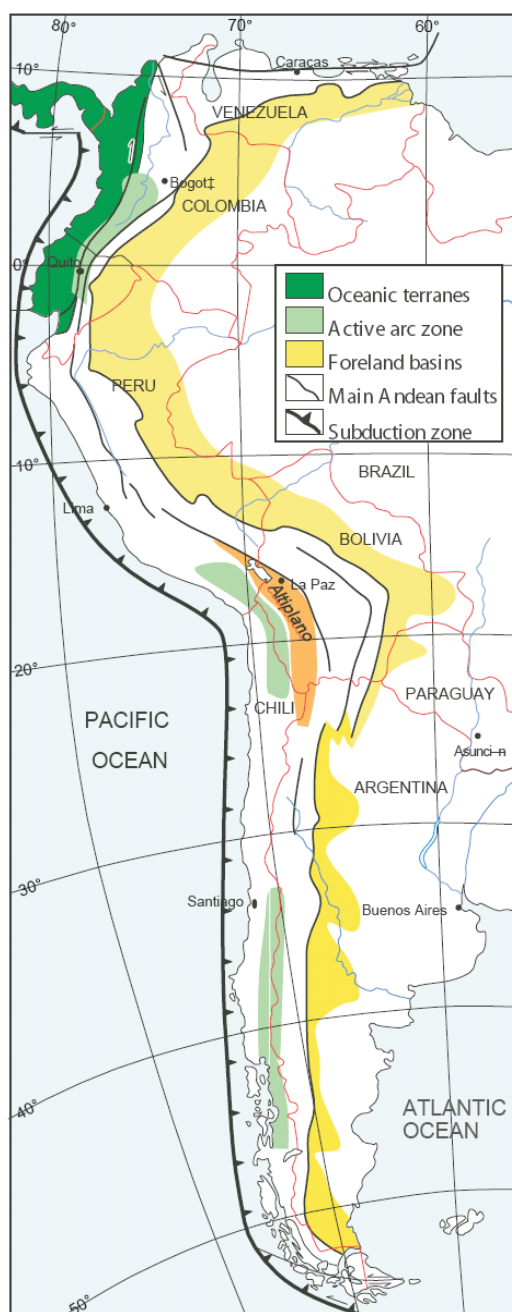 80°
70°
60°
10°
Caracas
VENEZUELA
Bogot‡
COLOMBIA
Quito
0°
Oceanic terranes
Active arc zone
Foreland basins
Main Andean faults
Subduction zone
PERU
10°
BRAZIL
Lima
BOLIVIA
La Paz
Altiplano
20°
CHILI
PARAGUAY
PACIFIC
OCEAN
Asunci–n
ARGENTINA
30°
Santiago
Buenos Aires
40°
ATLANTIC
OCEAN
50°